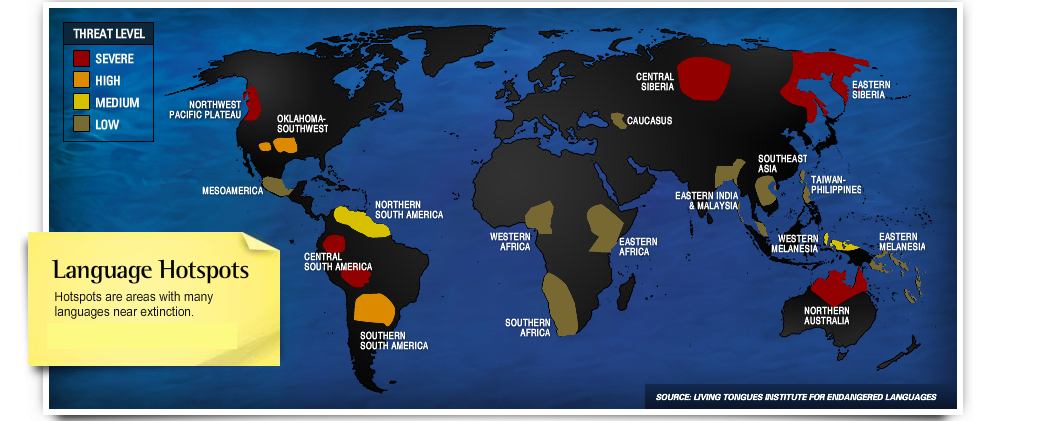 THREAT LEVEL
SEVERE
HIGH
MEDIUM
LOW
NORTHWEST
PACIFIC PLATEAU
OKLAHOMA-
SOUTHWEST
MESOAMERICA
NORTHERN
SOUTH AMERICA
CENTRAL
SOUTH AMERICA
SOUTHERN
SOUTH AMERICA
WESTERN
AFRICA
EASTERN
AFRICA
SOUTHERN
AFRICA
CAUCASUS
CENTRAL
SIBERIA
EASTERN
SIBERIA
SOUTHEAST
ASIA
TAIWAN-
PHILIPPINES
EASTERN INDIA
& MALAYSIA
WESTERN
MELANESIA
EASTERN
MELANESIA
NORTHERN
AUSTRALIA
Language Hotspots
Hotspots are areas with many
languages near extinction.
SOURCE: LIVING TONGUES INSTITUTE FOR ENDANGERED LANGUAGES